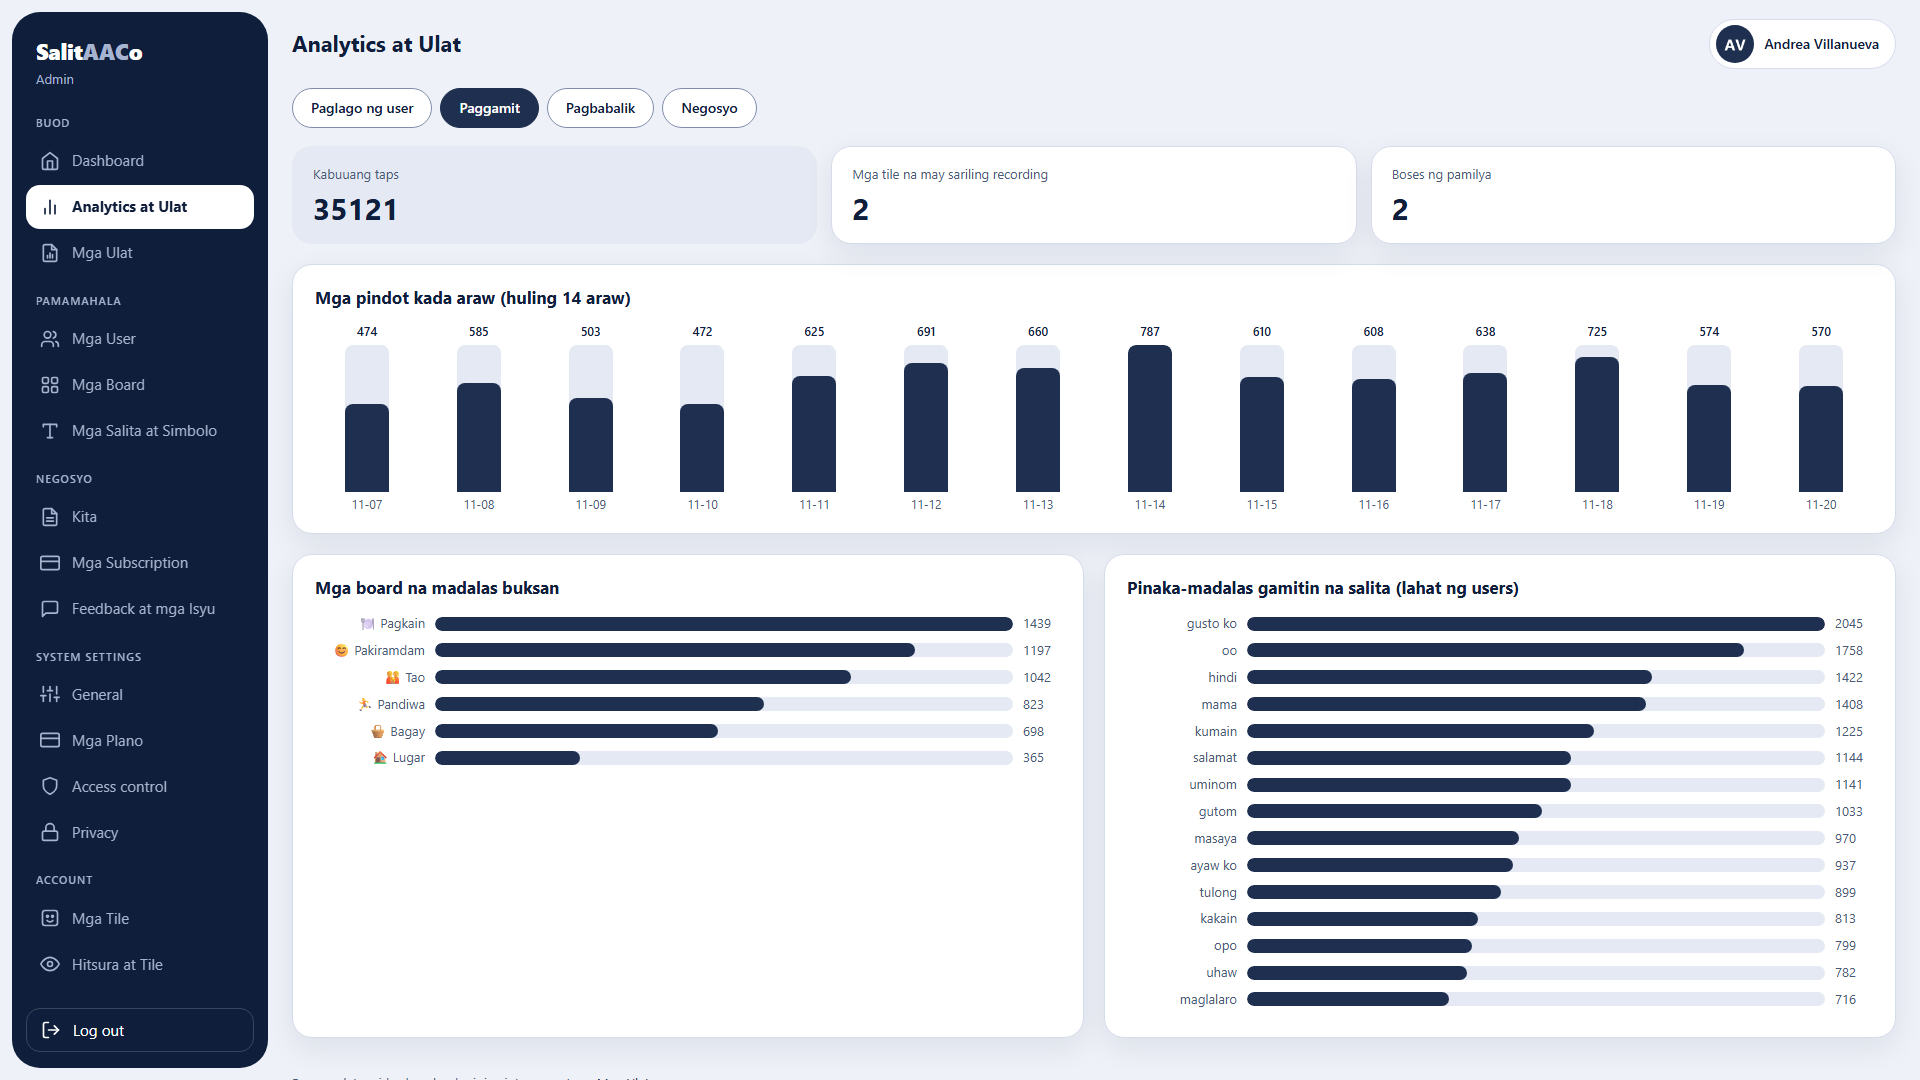 SalitAACo
Admin
BUOD
Dashboard
Analytics at Ulat
Mga Ulat
PAMAMAHALA
Mga User
Mga Board
Mga Salita at Simbolo
NEGOSYO
Kita
Mga Subscription
Feedback at mga Isyu
SYSTEM SETTINGS
General
Mga Plano
Access control
Privacy
ACCOUNT
Mga Tile
Hitsura at Tile
Log out
Analytics at Ulat
AV Andrea Villanueva
Paglago ng user Paggamit Pagbabalik Negosyo
Kabuuang taps
35121
Mga tile na may sariling recording
2
Boses ng pamilya
2
Mga pindot kada araw (huling 14 araw)
474 585 503 472 625 691 660 787 610 608 638 725 574 570
11-07 11-08 11-09 11-10 11-11 11-12 11-13 11-14 11-15 11-16 11-17 11-18 11-19 11-20
Mga board na madalas buksan
Pagkain 1439
Pakiramdam 1197
Tao 1042
Pandiwa 823
Bagay 698
Lugar 365
Pinaka-madalas gamitin na salita (lahat ng users)
gusto ko 2045
oo 1758
hindi 1422
mama 1408
kumain 1225
salamat 1144
uminom 1141
gutom 1033
masaya 970
ayaw ko 937
tulong 899
kakain 813
opo 799
uhaw 782
maglalaro 716